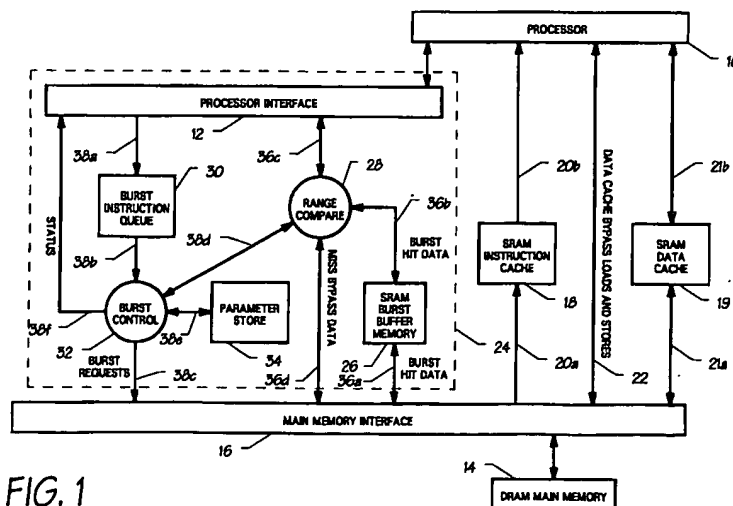 PROCESSOR
PROCESSOR INTERFACE
12
38a
36c
28
30
BURST
INSTRUCTION
QUEUE
RANGE
COMPARE
STATUS
38b
38d
36b
BURST
HIT DATA
20b
DATA CACHE BYPASS LOADS AND STORES
21b
SRAM
INSTRUCTION
CACHE
18
SRAM
DATA
CACHE
19
BURST
CONTROL
38e
PARAMETER
STORE
MISS BYPASS DATA
SRAM
BURST
BUFFER
MEMORY
38f
32
34
26
24
BURST
REQUESTS
38c
36d
36a
BURST
HIT DATA
20a
22
21a
MAIN MEMORY INTERFACE
16
14
DRAM MAIN MEMORY
FIG. 1